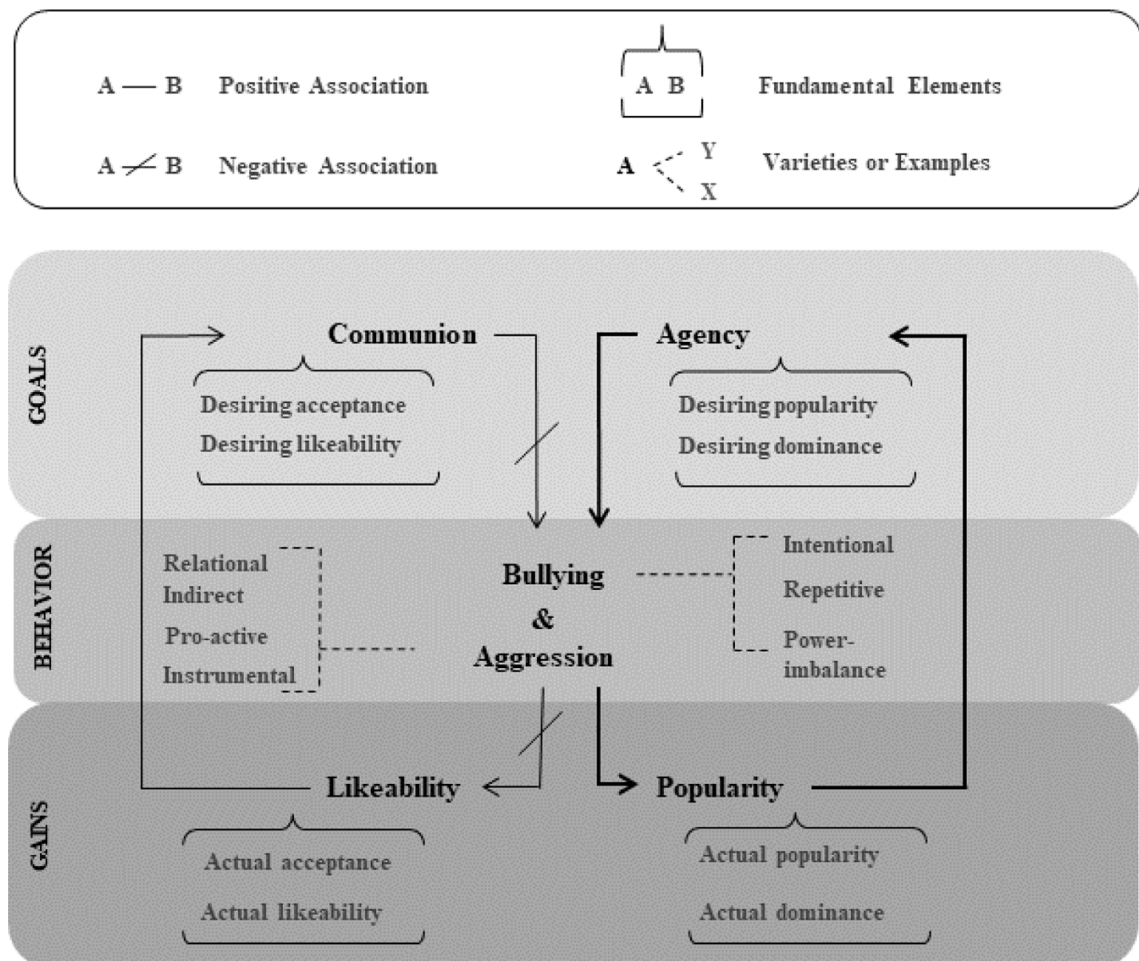 A — B Positive Association
A B Fundamental Elements
A — B Negative Association
A Y X Varieties or Examples
GOALS
Communion
Desiring acceptance
Desiring likeability
Agency
Desiring popularity
Desiring dominance
BEHAVIOR
Relational
Indirect
Pro-active
Instrumental
Bullying
&
Aggression
Intentional
Repetitive
Power-
imbalance
GAINS
Likeability
Actual acceptance
Actual likeability
Popularity
Actual popularity
Actual dominance